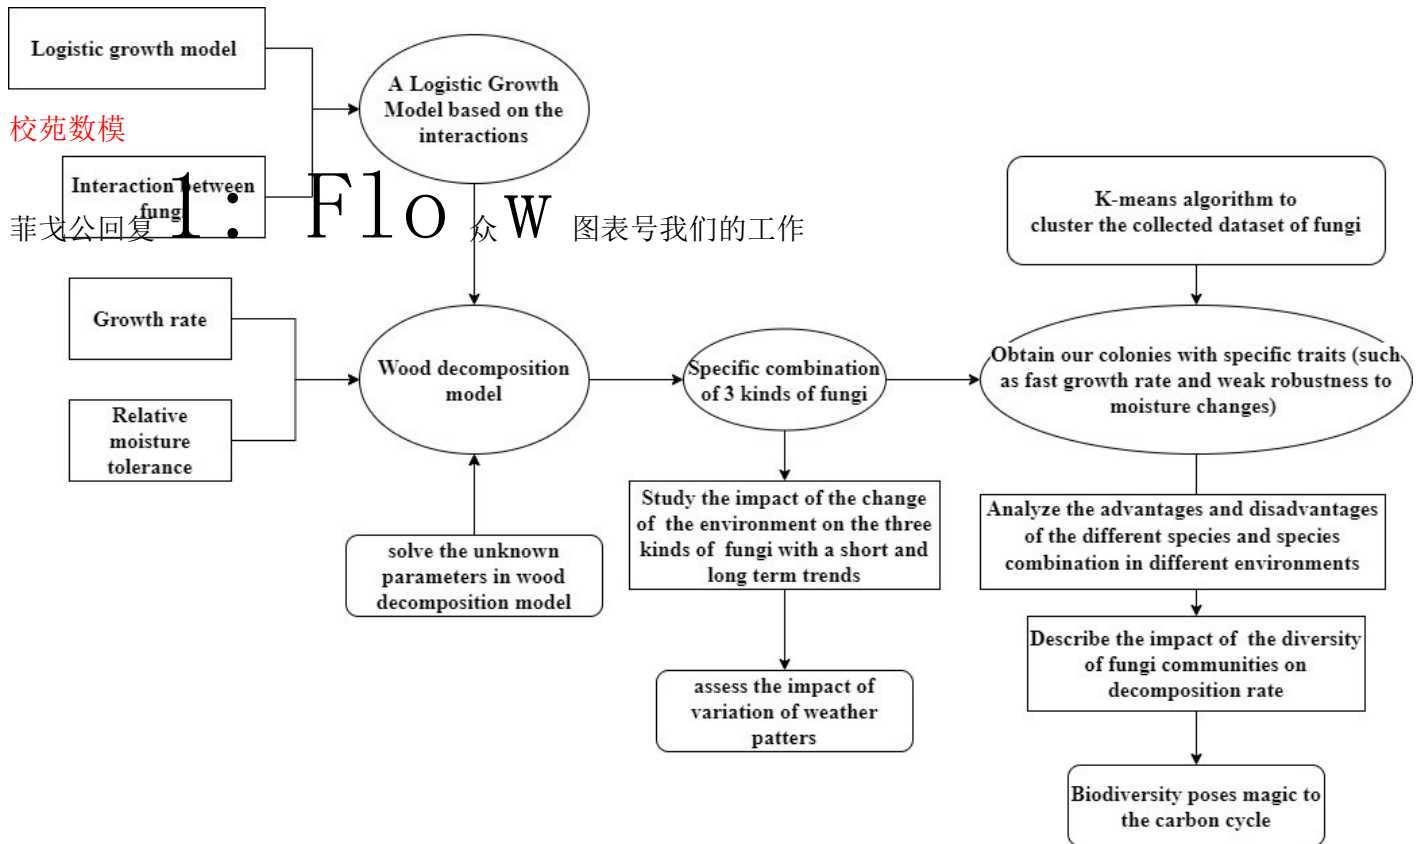 Logistic growth model
A Logistic Growth
Model based on the
interactions
校苑数模
Interaction between
fungi
菲戈公回复 1: Flo 众 w 图表号我们的工作
K-means algorithm to
cluster the collected dataset of fungi
Growth rate
Relative
moisture
tolerance
Wood decomposition
model
Specific combination
of 3 kinds of fungi
Obtain our colonies with specific traits (such
as fast growth rate and weak robustness to
moisture changes)
solve the unknown
parameters in wood
decomposition model
Study the impact of the change
of the environment on the three
kinds of fungi with a short and
long term trends
Analyze the advantages and disadvantages
of the different species and species
combination in different environments
assess the impact of
variation of weather
patters
Describe the impact of the diversity
of fungi communities on
decomposition rate
Biodiversity poses magic to
the carbon cycle